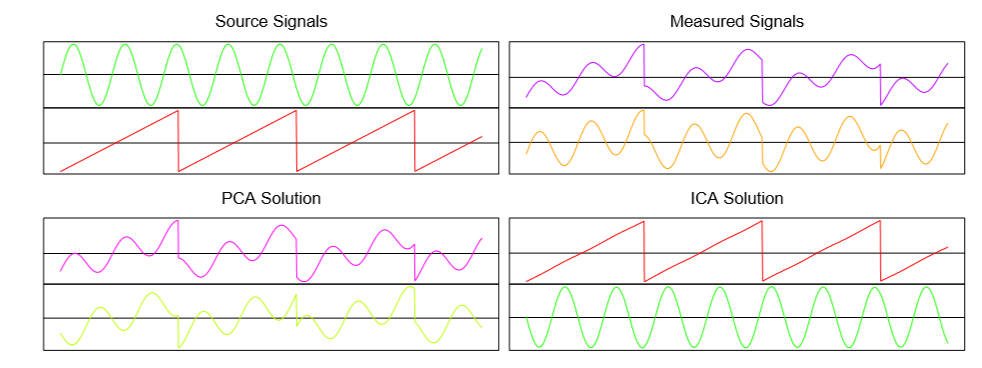 Source Signals
Measured Signals
PCA Solution
ICA Solution